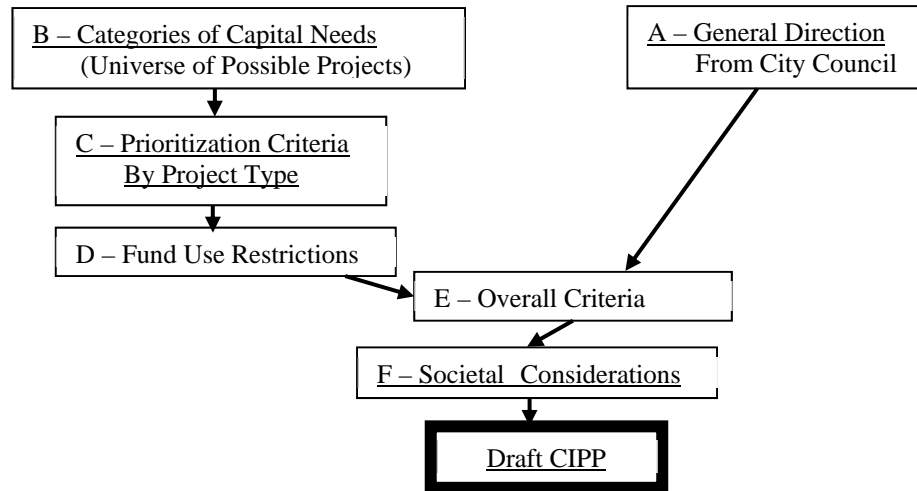 B – Categories of Capital Needs
(Universe of Possible Projects)
A – General Direction
From City Council
C – Prioritization Criteria
By Project Type
D – Fund Use Restrictions
E – Overall Criteria
F – Societal Considerations
Draft CIPP